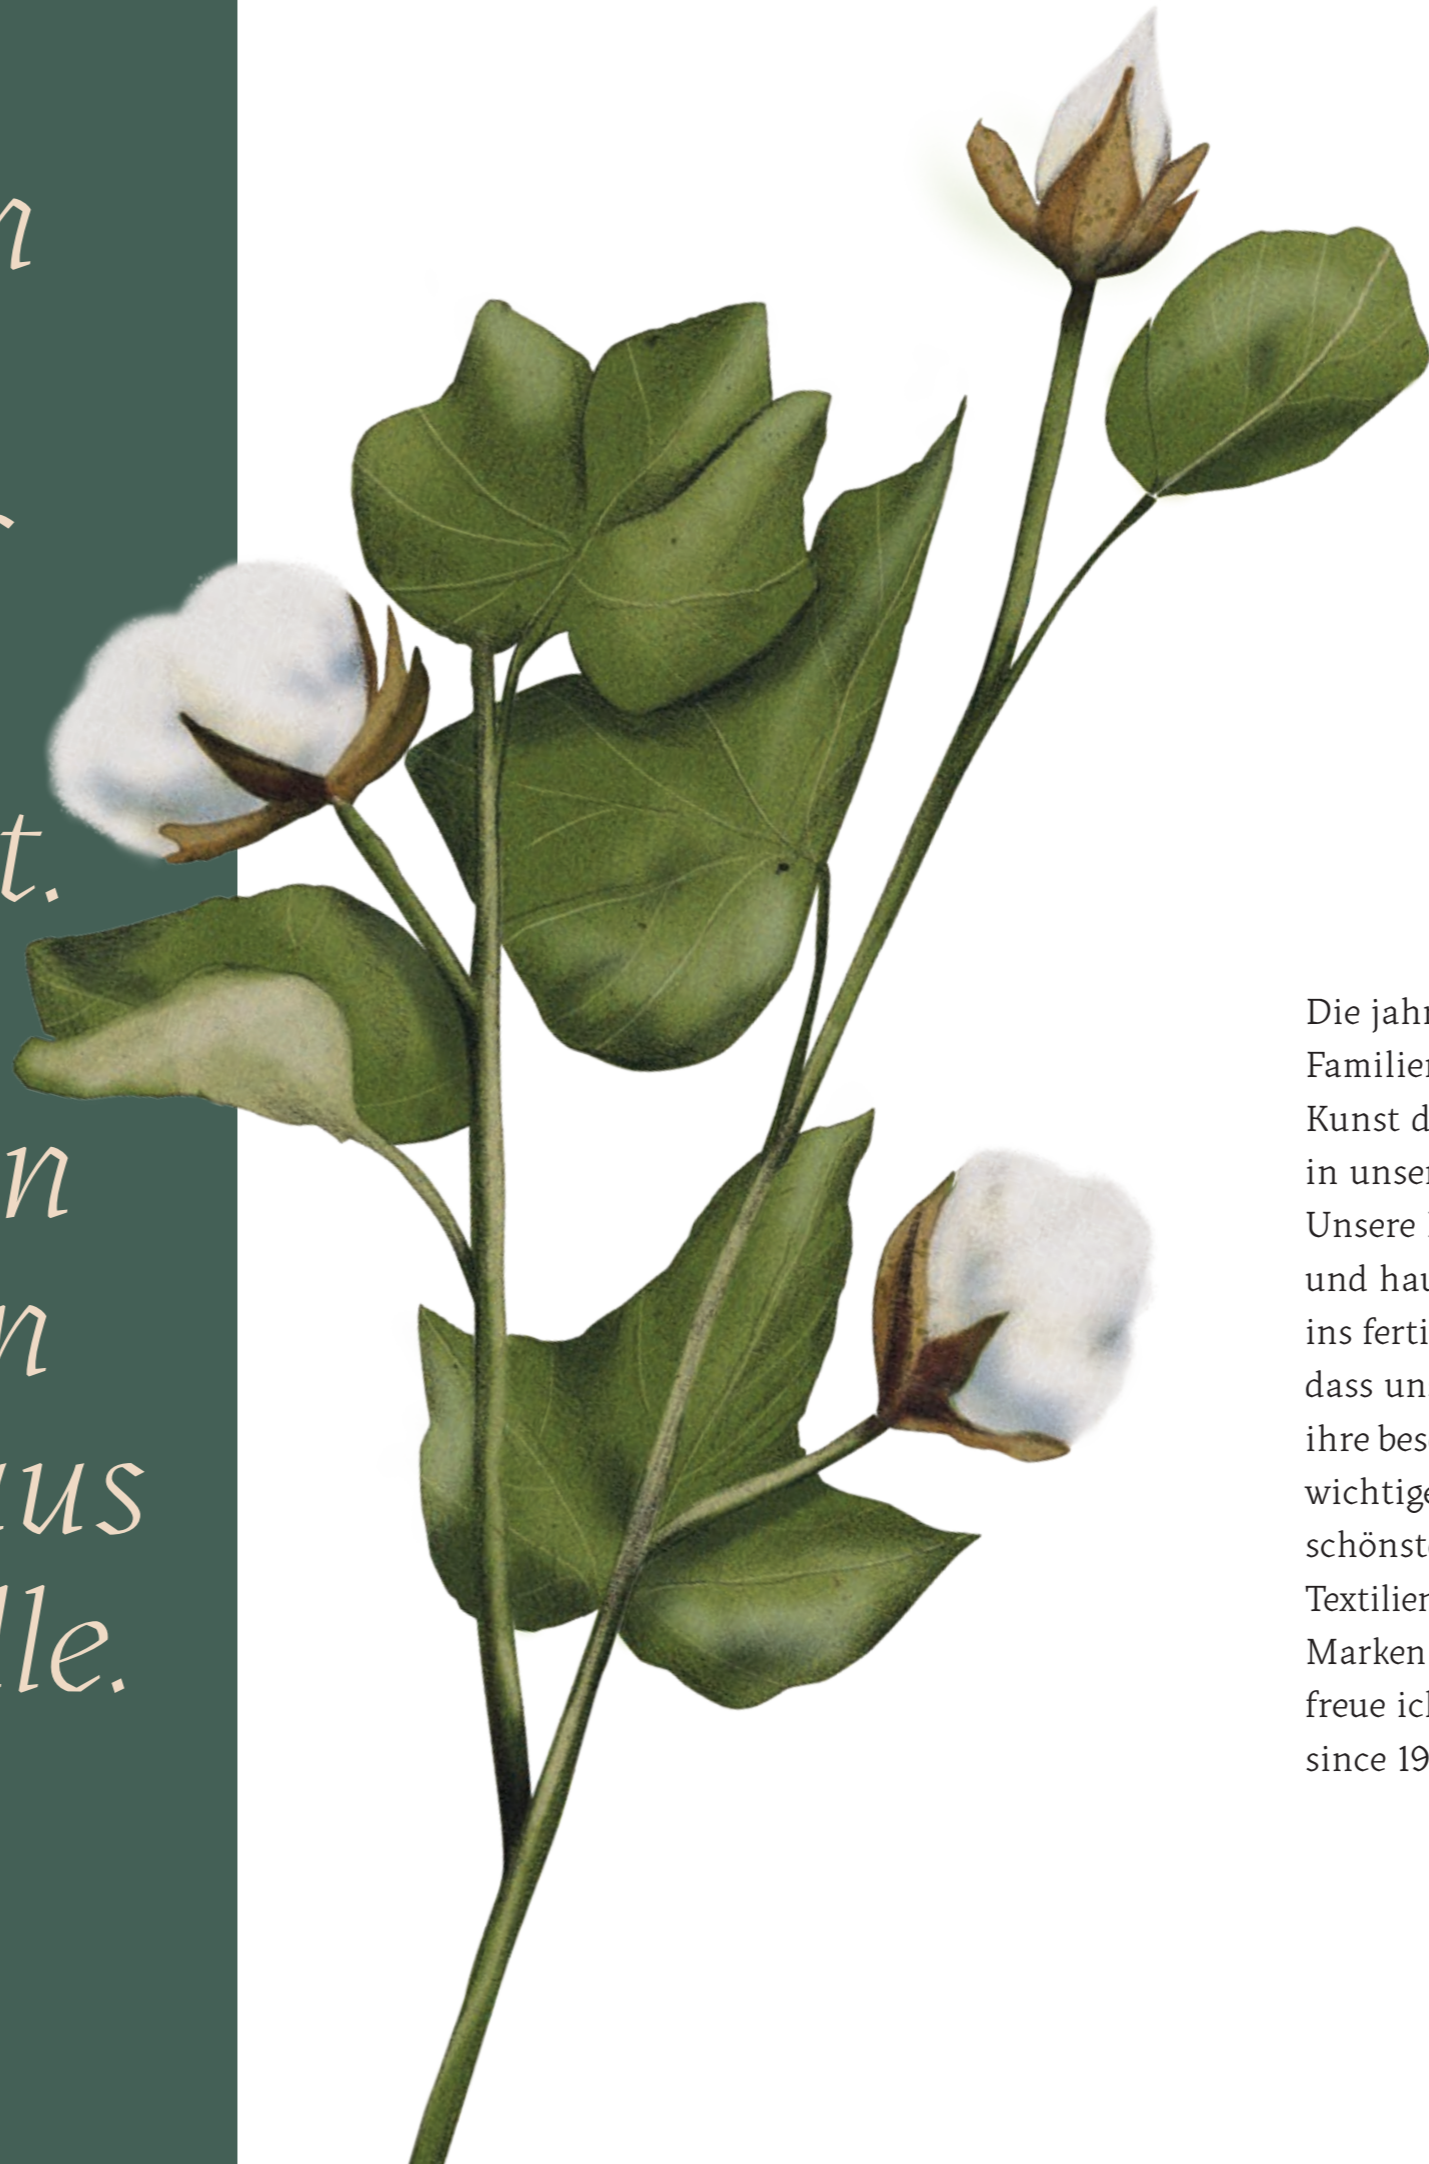 n
t.
n
n
us
lle.
Die jahr
Familien
Kunst d
in unser
Unsere
und hau
ins ferti
dass un
ihre bes
wichtige
schönste
Textilien
Marken
freue ich
since 19